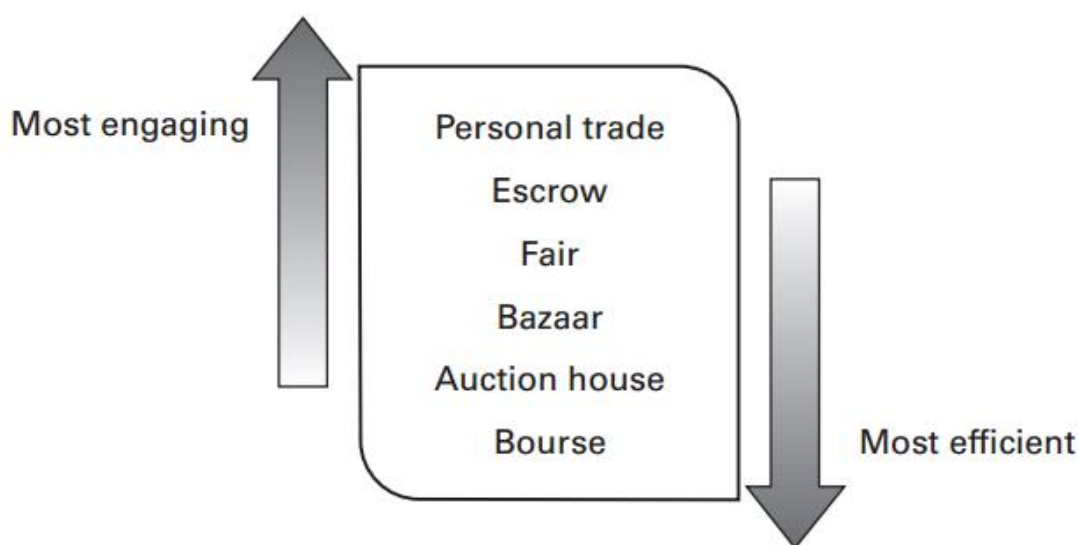 Most engaging
Personal trade
Escrow
Fair
Bazaar
Auction house
Bourse
Most efficient